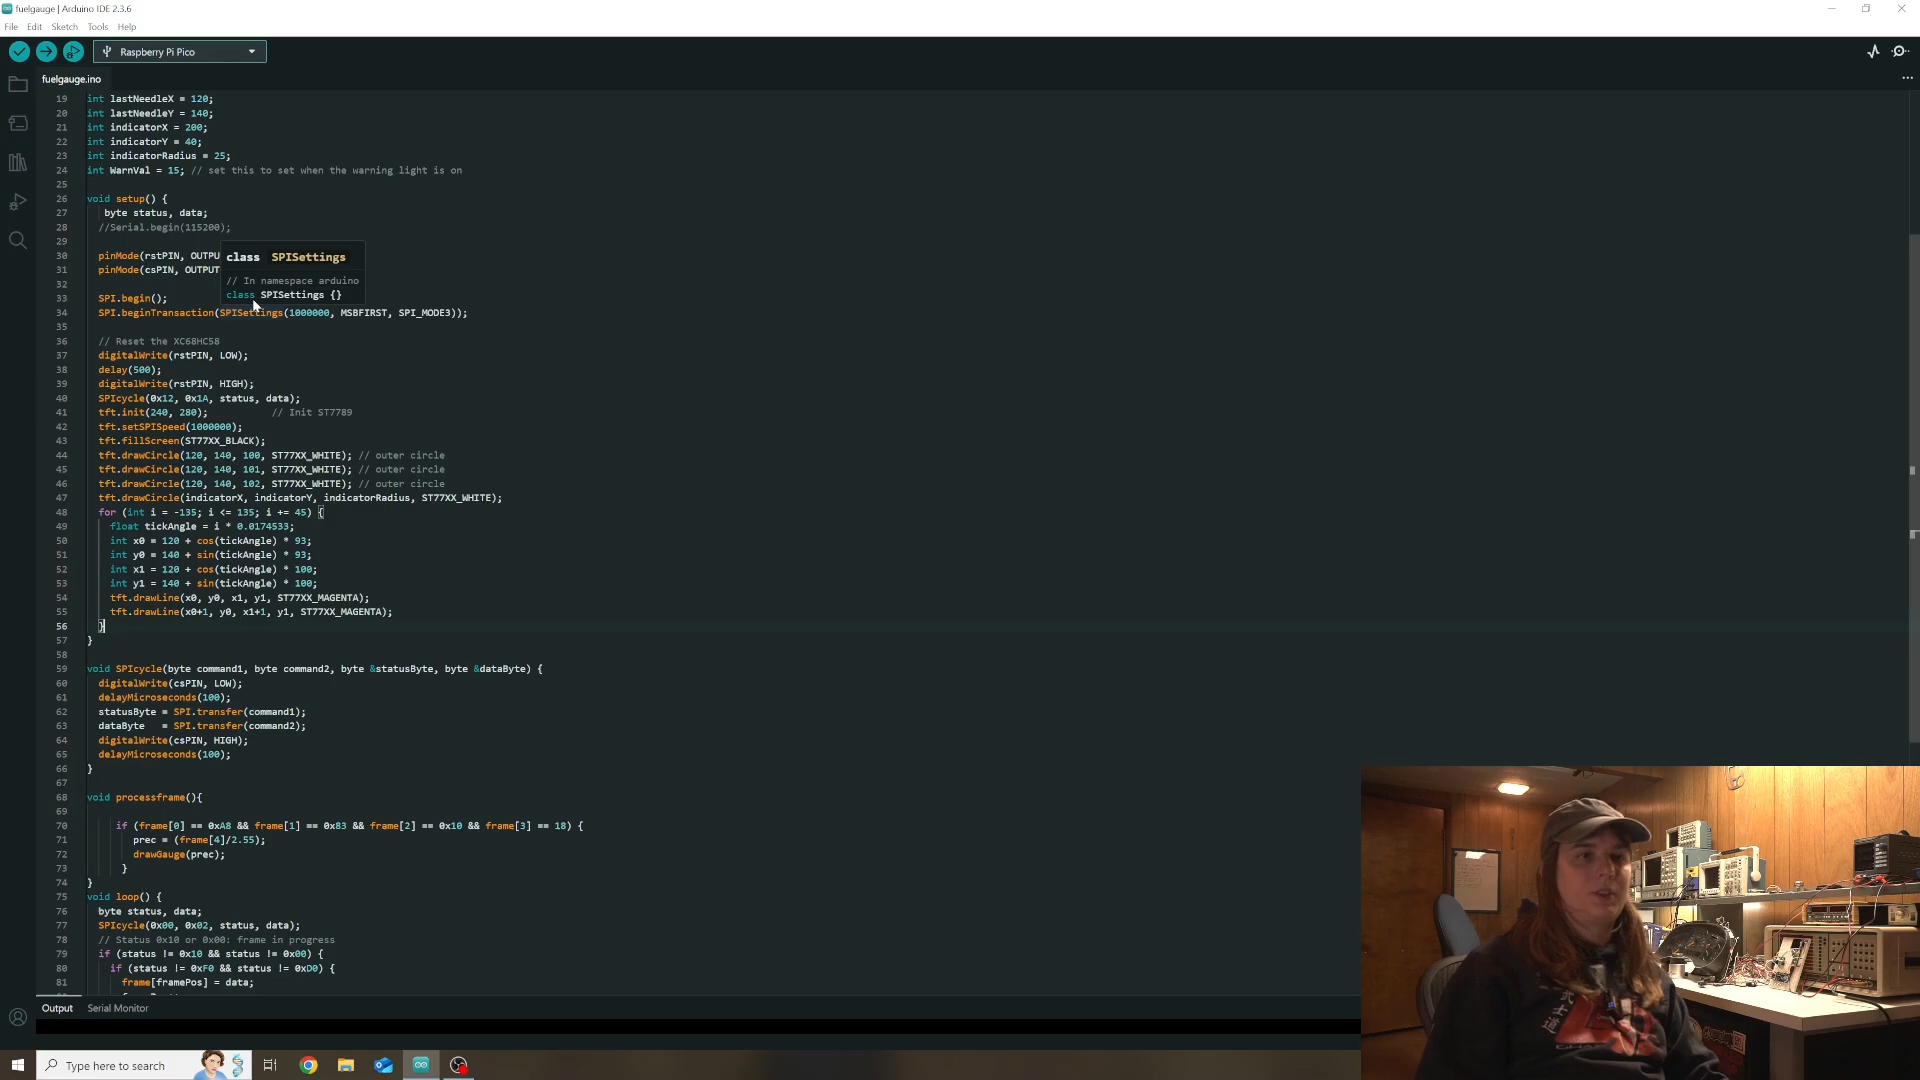 fuelgauge | Arduino IDE 2.3.6
File Edit Sketch Tools Help
Raspberry Pi Pico
fuelgauge.ino
19 int lastNeedleX = 120;
20 int lastNeedleY = 140;
21 int indicatorX = 200;
22 int indicatorY = 40;
23 int indicatorRadius = 25;
24 int WarnVal = 15; // set this to set when the warning light is on
25
26 void setup() {
27 byte status, data;
28 //Serial.begin(115200);
29
30 pinMode(rstPIN, OUTPU
31 pinMode(csPIN, OUTPUT
class SPISettings
// In namespace arduino
class SPISettings {}
32
33 SPI.begin();
34 SPI.beginTransaction(SPISettings(1000000, MSBFIRST, SPI_MODE3));
35
36 // Reset the XC68HC58
37 digitalWrite(rstPIN, LOW);
38 delay(500);
39 digitalWrite(rstPIN, HIGH);
40 SPIcycle(0x12, 0x1A, status, data);
41 tft.init(240, 280); // Init ST7789
42 tft.setSPISpeed(1000000);
43 tft.fillScreen(ST77XX_BLACK);
44 tft.drawCircle(120, 140, 100, ST77XX_WHITE); // outer circle
45 tft.drawCircle(120, 140, 101, ST77XX_WHITE); // outer circle
46 tft.drawCircle(120, 140, 102, ST77XX_WHITE); // outer circle
47 tft.drawCircle(indicatorX, indicatorY, indicatorRadius, ST77XX_WHITE);
48 for (int i = -135; i <= 135; i += 45) {
49 float tickAngle = i * 0.0174533;
50 int x0 = 120 + cos(tickAngle) * 93;
51 int y0 = 140 + sin(tickAngle) * 93;
52 int x1 = 120 + cos(tickAngle) * 100;
53 int y1 = 140 + sin(tickAngle) * 100;
54 tft.drawLine(x0, y0, x1, y1, ST77XX_MAGENTA);
55 tft.drawLine(x0+1, y0, x1+1, y1, ST77XX_MAGENTA);
56 }
57 }
58
59 void SPIcycle(byte command1, byte command2, byte &statusByte, byte &dataByte) {
60 digitalWrite(csPIN, LOW);
61 delayMicroseconds(100);
62 statusByte = SPI.transfer(command1);
63 dataByte = SPI.transfer(command2);
64 digitalWrite(csPIN, HIGH);
65 delayMicroseconds(100);
66 }
67
68 void processframe(){
69
70 if (frame[0] == 0xA8 && frame[1] == 0x83 && frame[2] == 0x10 && frame[3] == 18) {
71 prec = (frame[4]/2.55);
72 drawGauge(prec);
73 }
74 }
75 void loop() {
76 byte status, data;
77 SPIcycle(0x00, 0x02, status, data);
78 // Status 0x10 or 0x00: frame in progress
79 if (status != 0x10 && status != 0x00) {
80 if (status != 0xF0 && status != 0xD0) {
81 frame[framePos] = data;
Output Serial Monitor
Type here to search